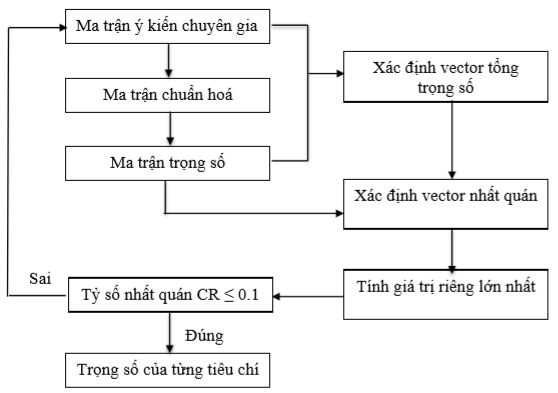 Ma trận ý kiến chuyên gia
Xác định vector tổng
trọng số
Ma trận chuẩn hoá
Ma trận trọng số
Xác định vector nhất quán
Sai
Tỷ số nhất quán CR ≤ 0.1
Tính giá trị riêng lớn nhất
Đúng
Trọng số của từng tiêu chí